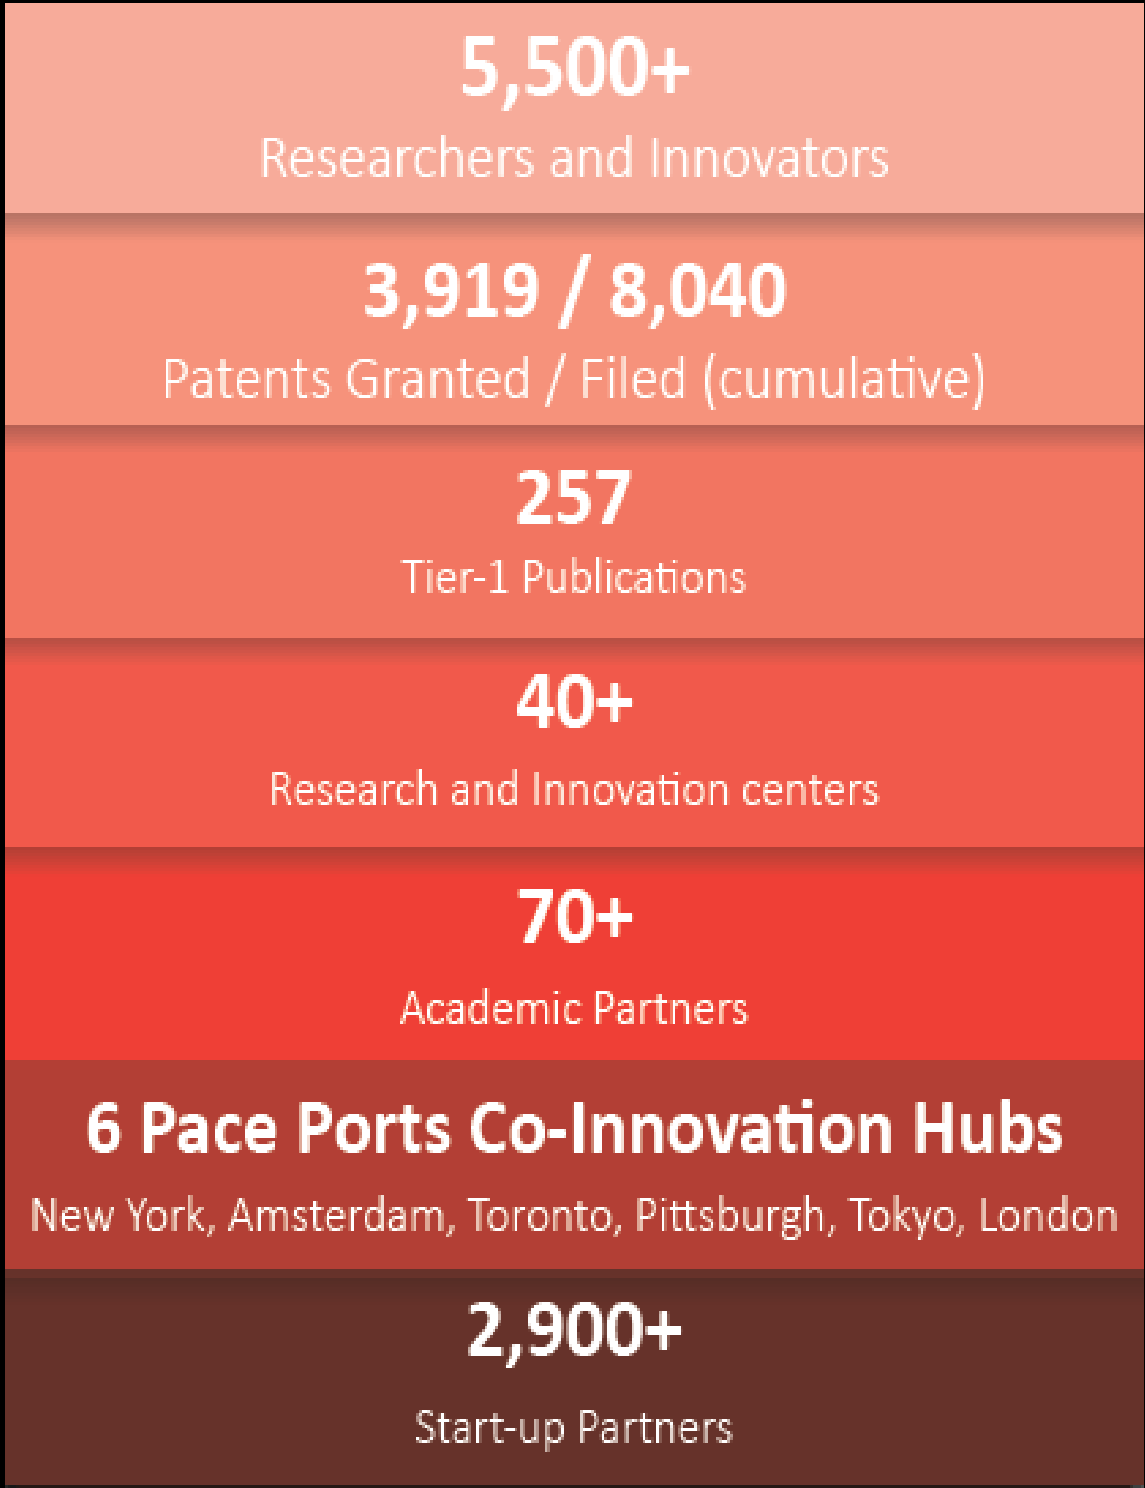 5,500+
Researchers and Innovators
3,919 / 8,040
Patents Granted / Filed (cumulative)
257
Tier-1 Publications
40+
Research and Innovation centers
70+
Academic Partners
6 Pace Ports Co-Innovation Hubs
New York, Amsterdam, Toronto, Pittsburgh, Tokyo, London
2,900+
Start-up Partners